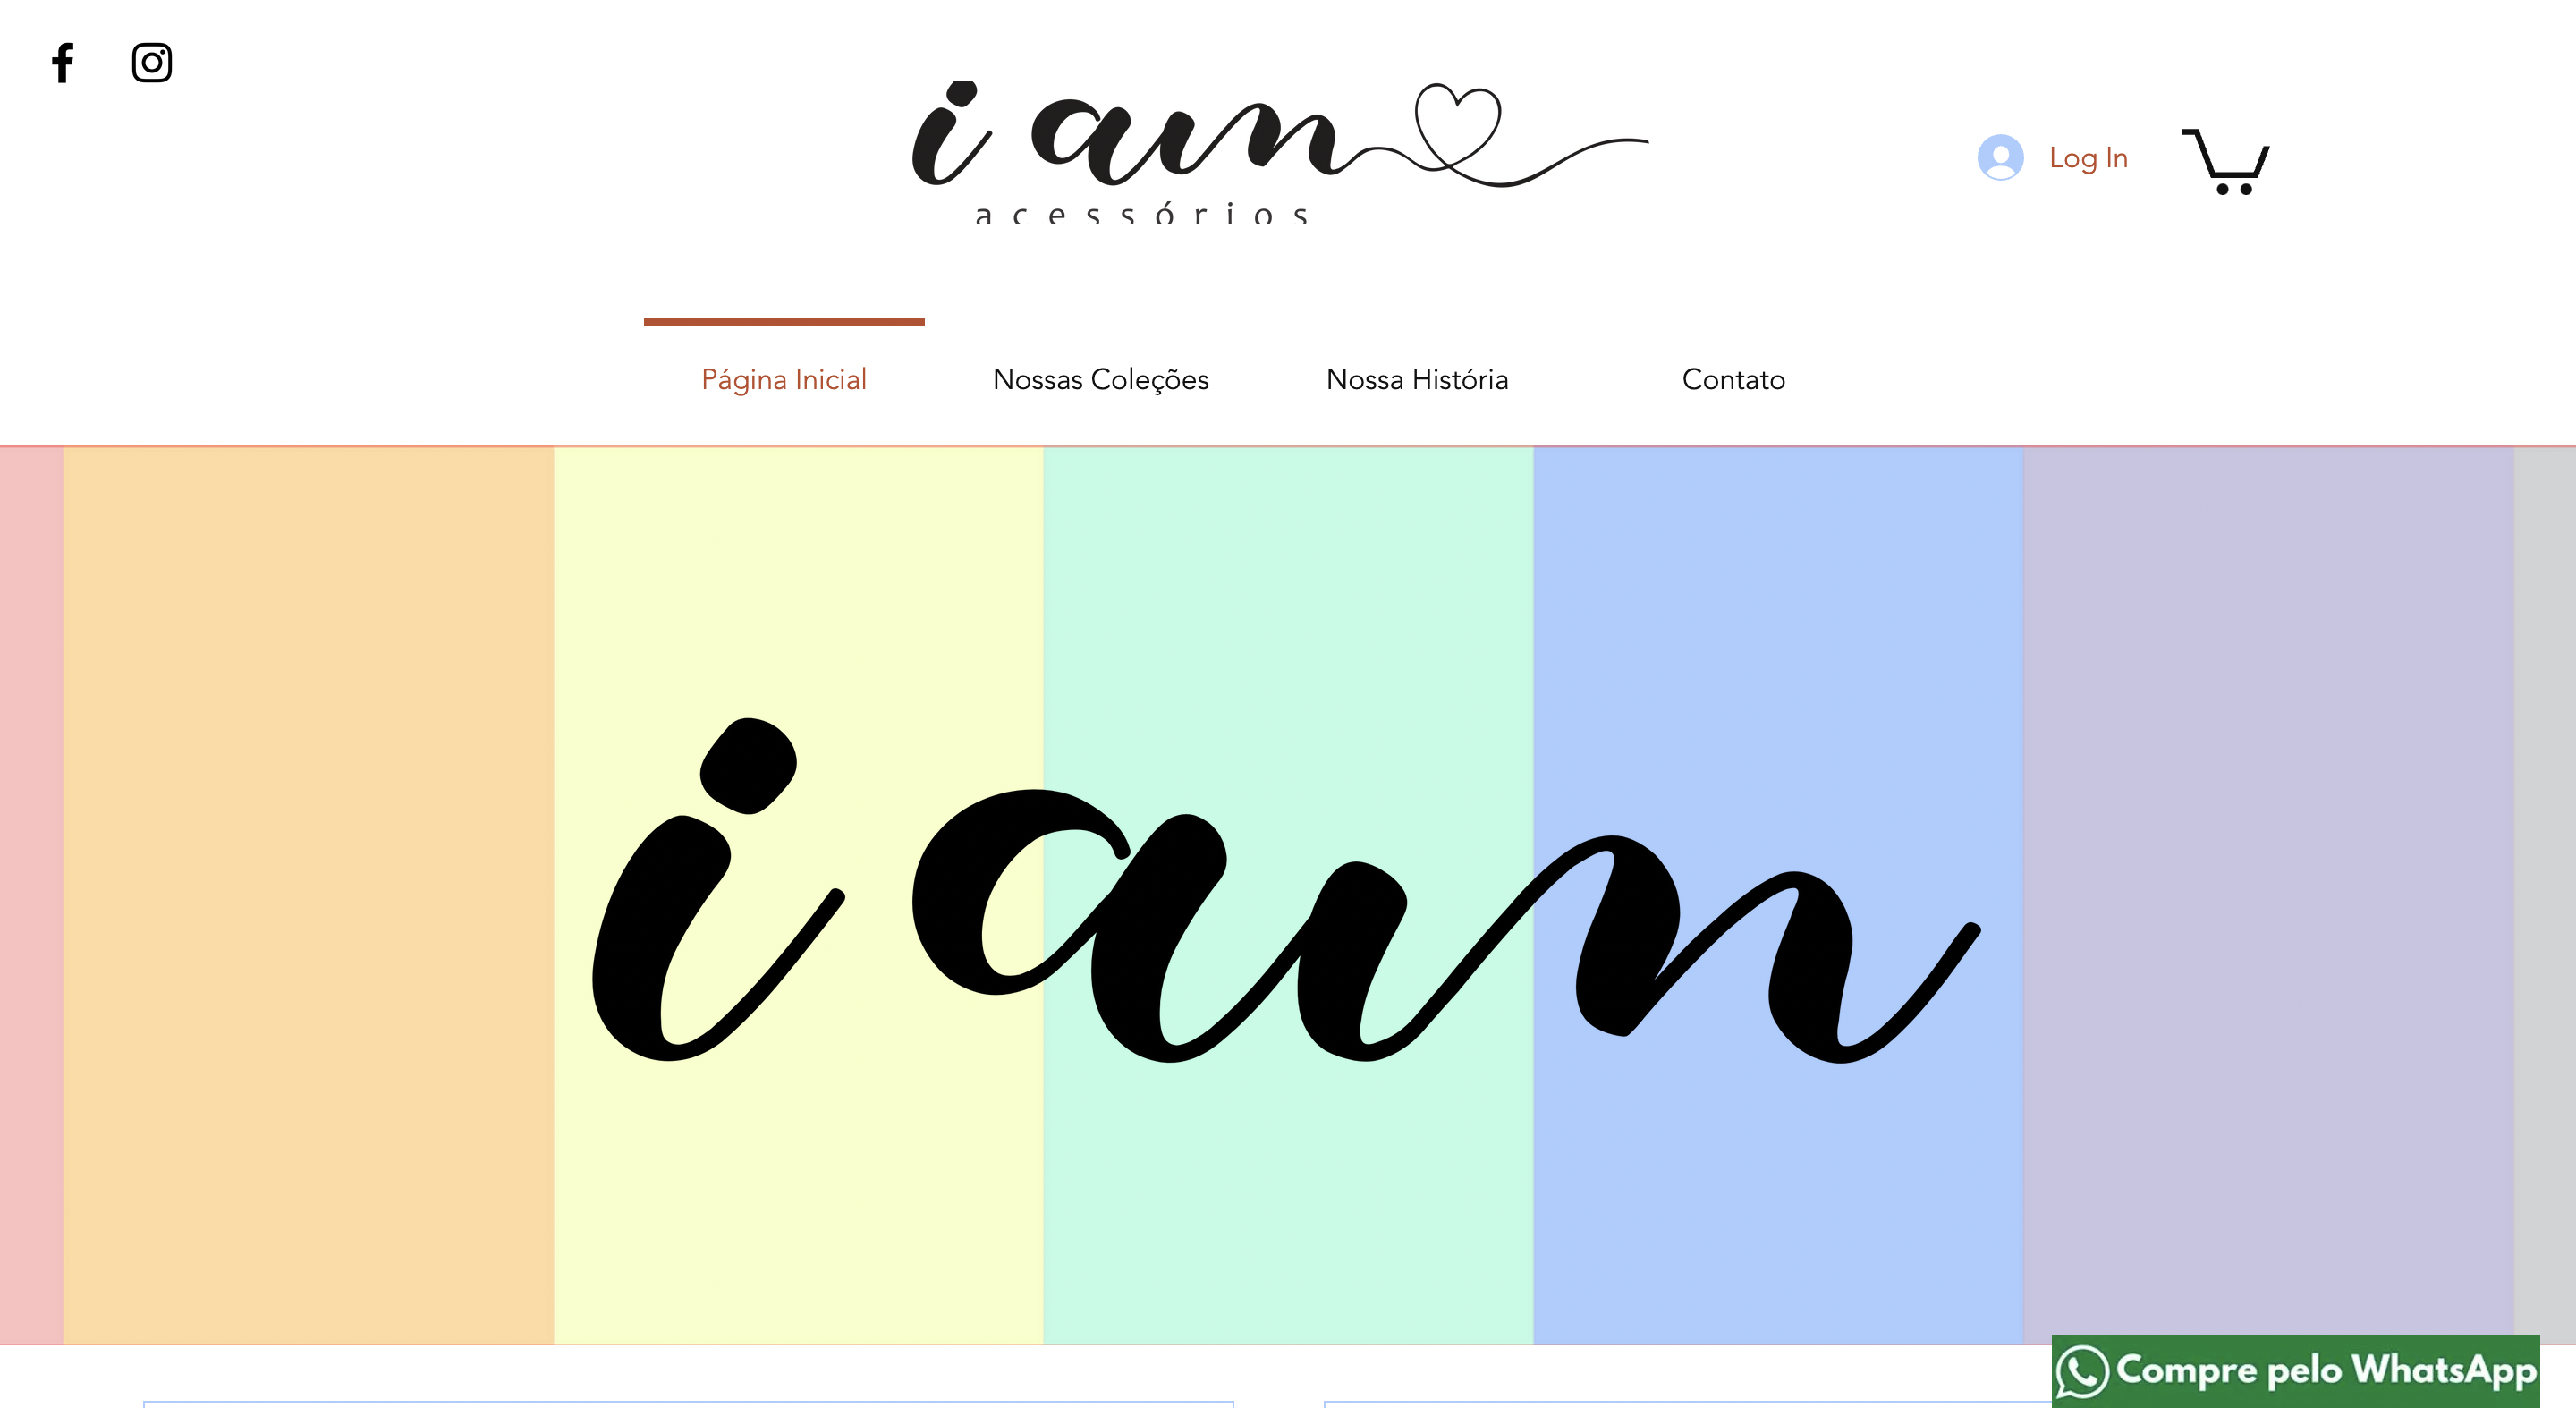 i am
acessórios
Log In
Página Inicial
Nossas Coleções
Nossa História
Contato
i am
Compre pelo WhatsApp